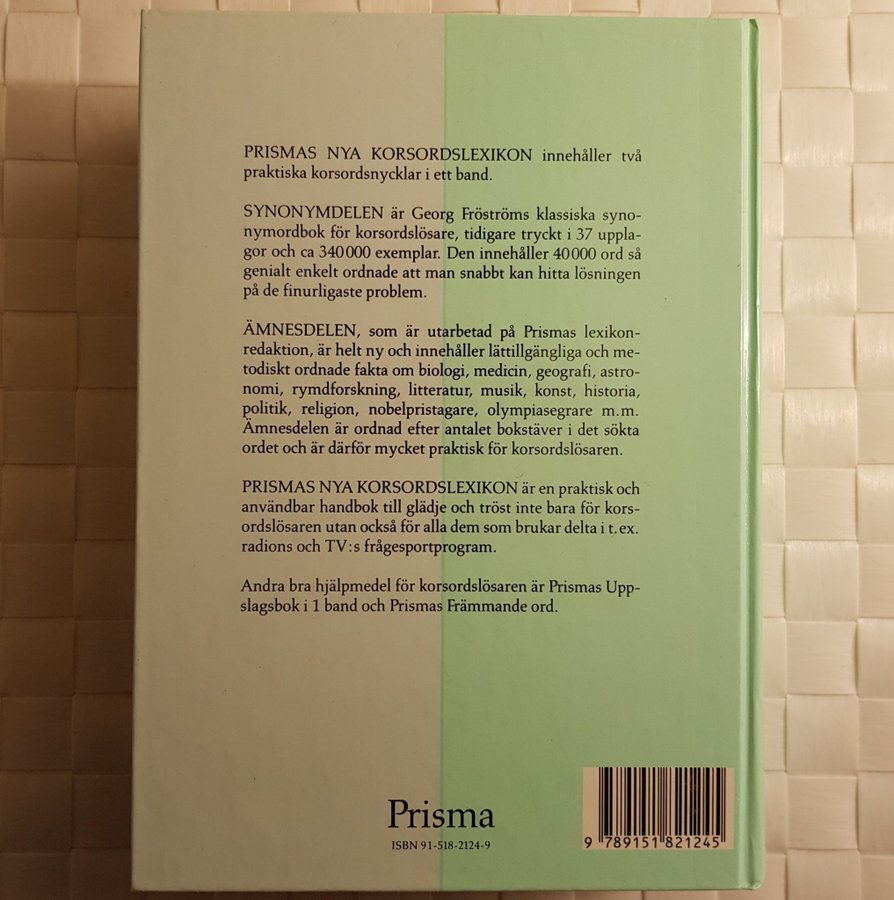 PRISMAS NYA KORSORDSLEXIKON innehåller två
praktiska korsordsnycklar i ett band.
SYNONYMDELEN är Georg Fröströms klassiska syno-
nymordbok för korsordslösare, tidigare tryckt i 37 uppla-
gor och ca 340000 exemplar. Den innehåller 40000 ord så
genialt enkelt ordnade att man snabbt kan hitta lösningen
på de finurligaste problem.
ÄMNESDELEN, som är utarbetad på Prismas lexikon-
redaktion, är helt ny och innehåller lättillgängliga och me-
todiskt ordnade fakta om biologi, medicin, geografi, astro-
nomi, rymdforskning, litteratur, musik, konst, historia,
politik, religion, nobelpristagare, olympiasegrare m.m.
Ämnesdelen är ordnad efter antalet bokstäver i det sökta
ordet och är därför mycket praktisk för korsordslösaren.
PRISMAS NYA KORSORDSLEXIKON är en praktisk och
användbar handbok till glädje och tröst inte bara för kors-
ordslösaren utan också för alla dem som brukar delta i t.ex.
radions och TV:s frågesportprogram.
Andra bra hjälpmedel för korsordslösaren är Prismas Upp-
slagsbok i 1 band och Prismas Främmande ord.
Prisma
ISBN 91-518-2124-9
9 789151 821245